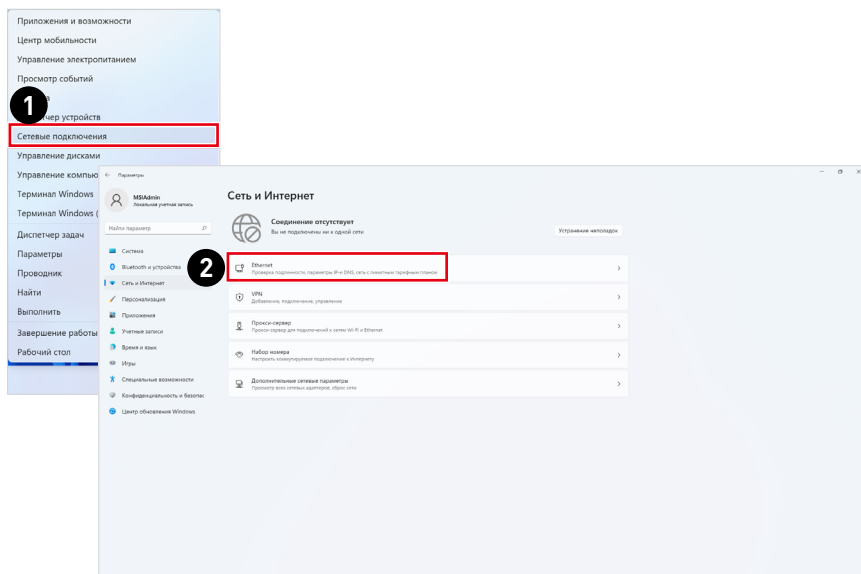 Приложения и возможности
Центр мобильности
Управление электропитанием
Просмотр событий
1
Сетевые подключения
Управление дисками
Терминал Windows
Терминал Windows (
Диспетчер задач
Параметры
Проводник
Найти
Выполнить
Завершение работы
Рабочий стол
Параметры
MSIAdmin
Локальная учетная запись
Найти параметр
Система
Bluetooth и устройства
Сеть и Интернет
Персонализация
Приложения
Учетные записи
Время и язык
Игры
Специальные возможности
Конфиденциальность и безопас
Центр обновления Windows
Сеть и Интернет
Соединение отсутствует
Вы не подключены ни к одной сети
Устранение неполадок
2
Ethernet
Проверка подлинности, параметры IP и DNS, сеть с лимитным тарифным планом
VPN
Добавление, подключение, управление
Прокси-сервер
Прокси-сервер для подключений к сетям Wi-Fi и Ethernet
Набор номера
Настроить коммутируемое подключение к Интернету
Дополнительные сетевые параметры
Просмотр всех сетевых адаптеров, сброс сети